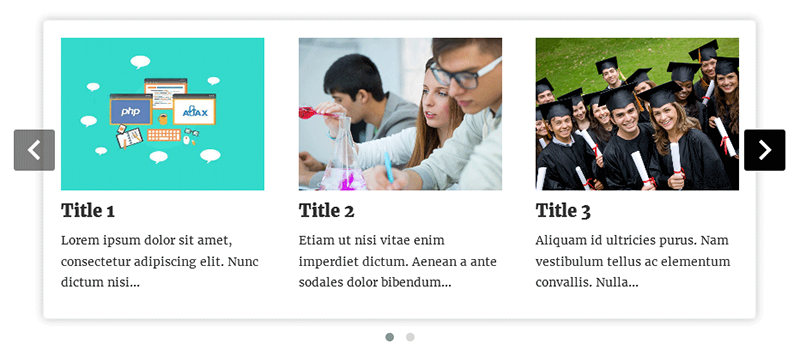 php
AJAX
Title 1
Lorem ipsum dolor sit amet,
consectetur adipiscing elit. Nunc
dictum nisi...
Title 2
Etiam ut nisi vitae enim
imperdiet dictum. Aenean a ante
sodales dolor bibendum...
Title 3
Aliquam id ultricies purus. Nam
vestibulum tellus ac elementum
convallis. Nulla...